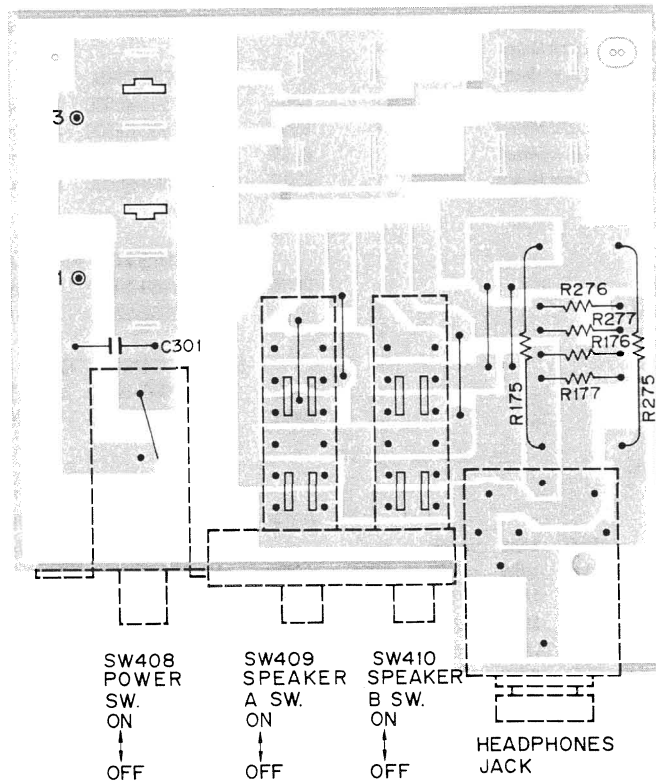 8
3
1
C301
R276
R277
R176
R177
R175
R275
SW408
POWER
SW.
ON
OFF
SW409
SPEAKER
A SW.
ON
OFF
SW410
SPEAKER
B SW.
ON
OFF
HEADPHONES
JACK